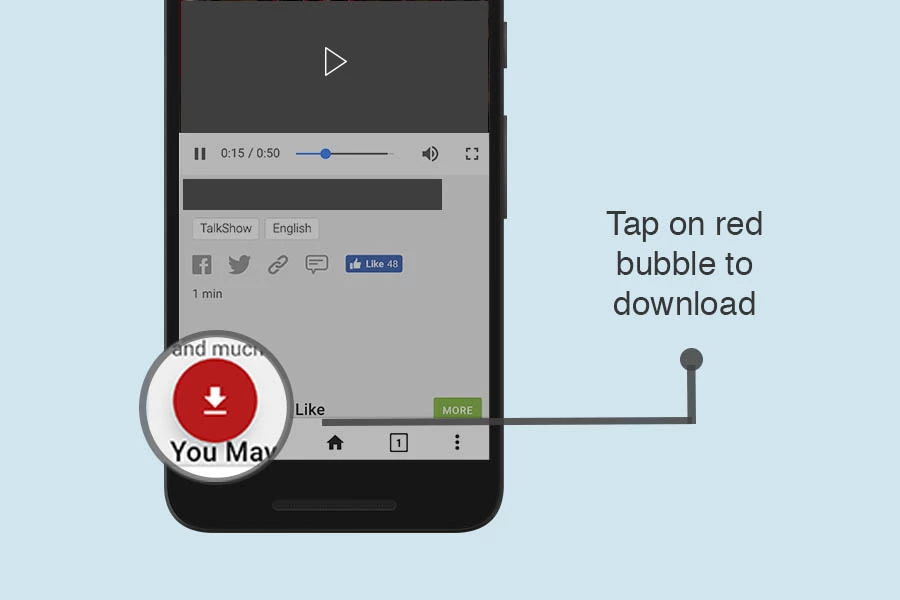 0:15 / 0:50
TalkShow English
Like 48
1 min
Tap on red
bubble to
download
and much
You May Like
MORE
1